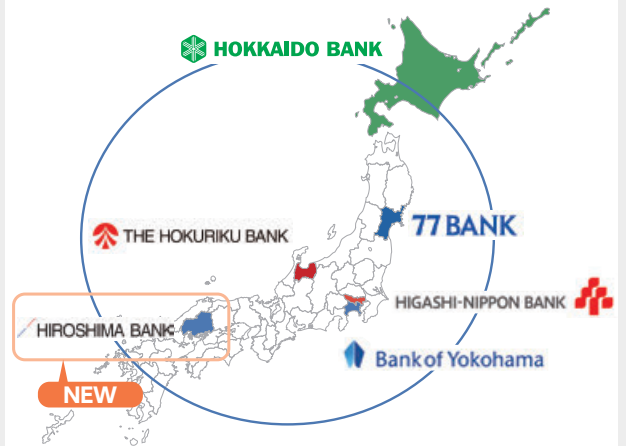 HOKKAIDO BANK
77 BANK
THE HOKURIKU BANK
HIGASHI-NIPPON BANK
HIROSHIMA BANK
Bank of Yokohama
NEW